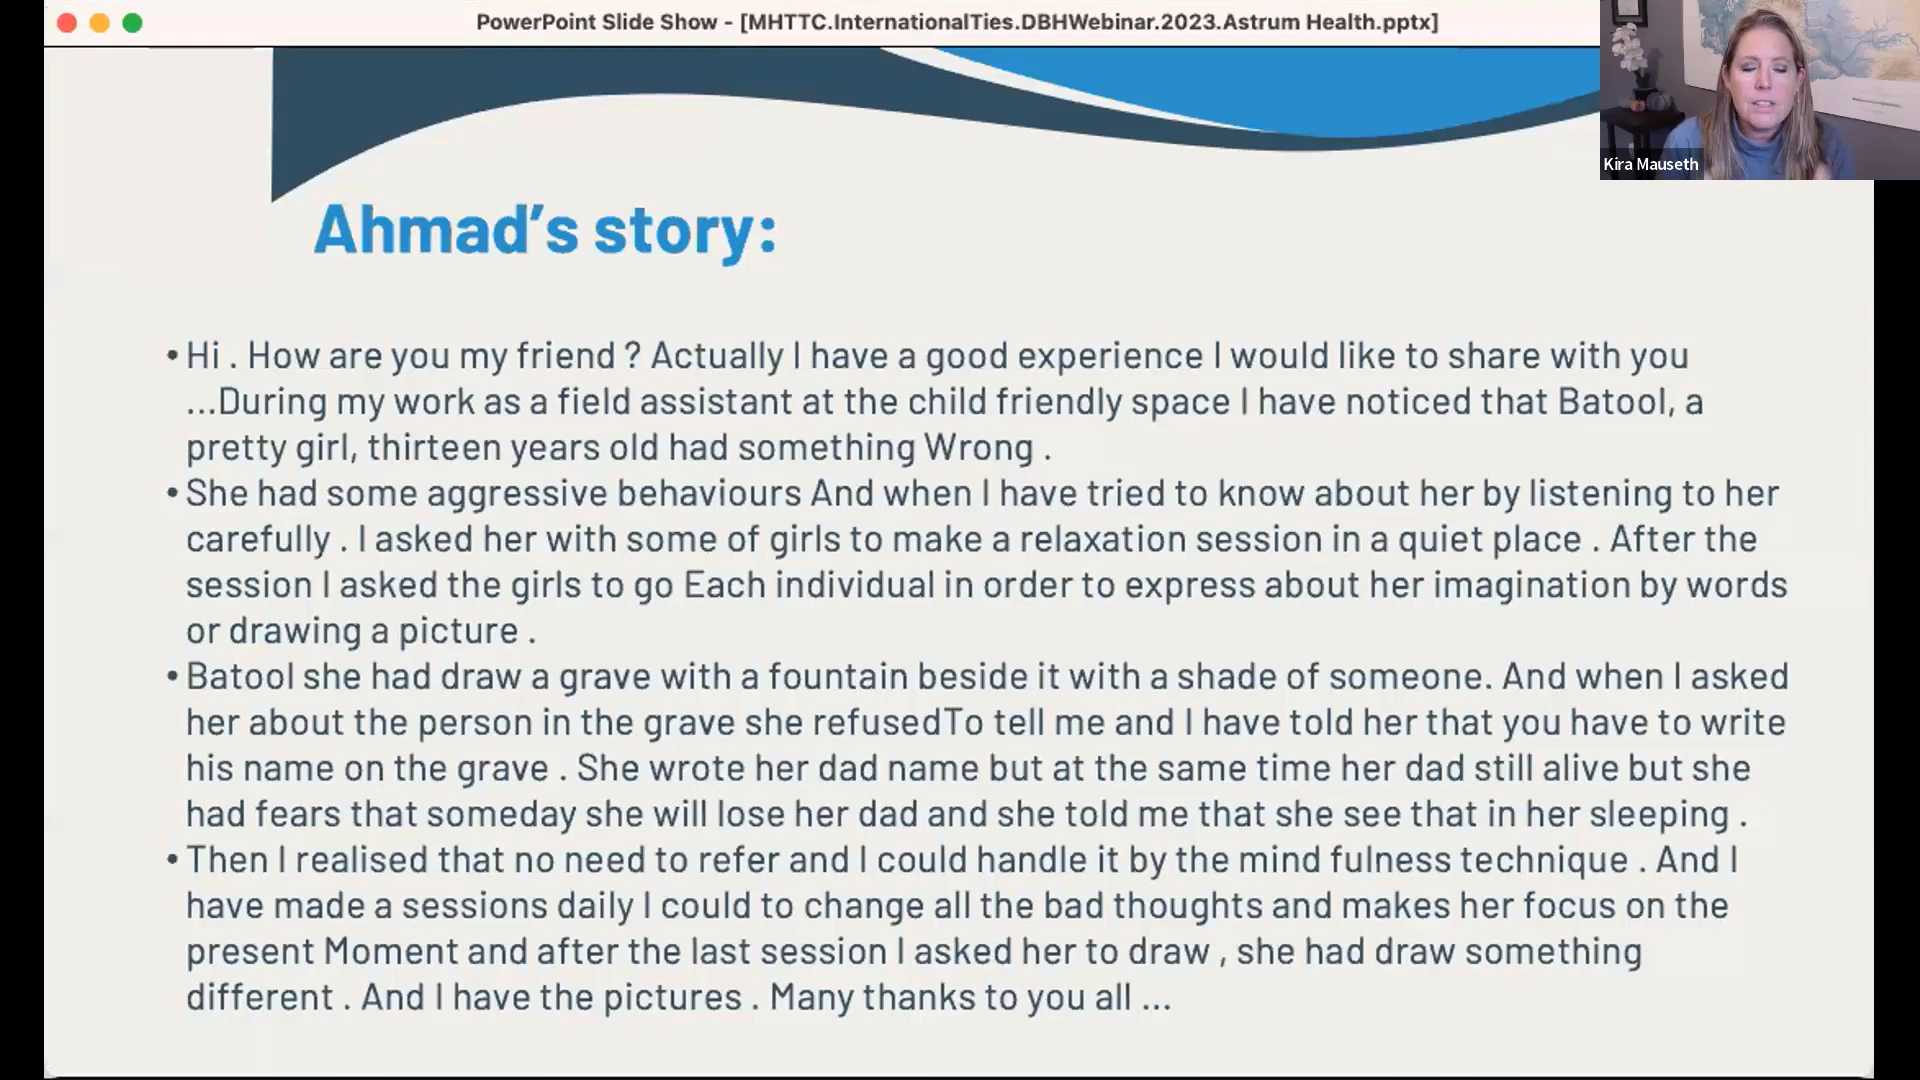 PowerPoint Slide Show - [MHTTC.InternationalTies.DBHWebinar.2023.Astrum Health.pptx]
Kira Mauseth
Ahmad's story:
• Hi . How are you my friend ? Actually I have a good experience I would like to share with you
...During my work as a field assistant at the child friendly space I have noticed that Batool, a
pretty girl, thirteen years old had something Wrong .
• She had some aggressive behaviours And when I have tried to know about her by listening to her
carefully . I asked her with some of girls to make a relaxation session in a quiet place . After the
session I asked the girls to go Each individual in order to express about her imagination by words
or drawing a picture .
• Batool she had draw a grave with a fountain beside it with a shade of someone. And when I asked
her about the person in the grave she refusedTo tell me and I have told her that you have to write
his name on the grave . She wrote her dad name but at the same time her dad still alive but she
had fears that someday she will lose her dad and she told me that she see that in her sleeping .
• Then I realised that no need to refer and I could handle it by the mind fulness technique . And I
have made a sessions daily I could to change all the bad thoughts and makes her focus on the
present Moment and after the last session I asked her to draw , she had draw something
different . And I have the pictures . Many thanks to you all ...